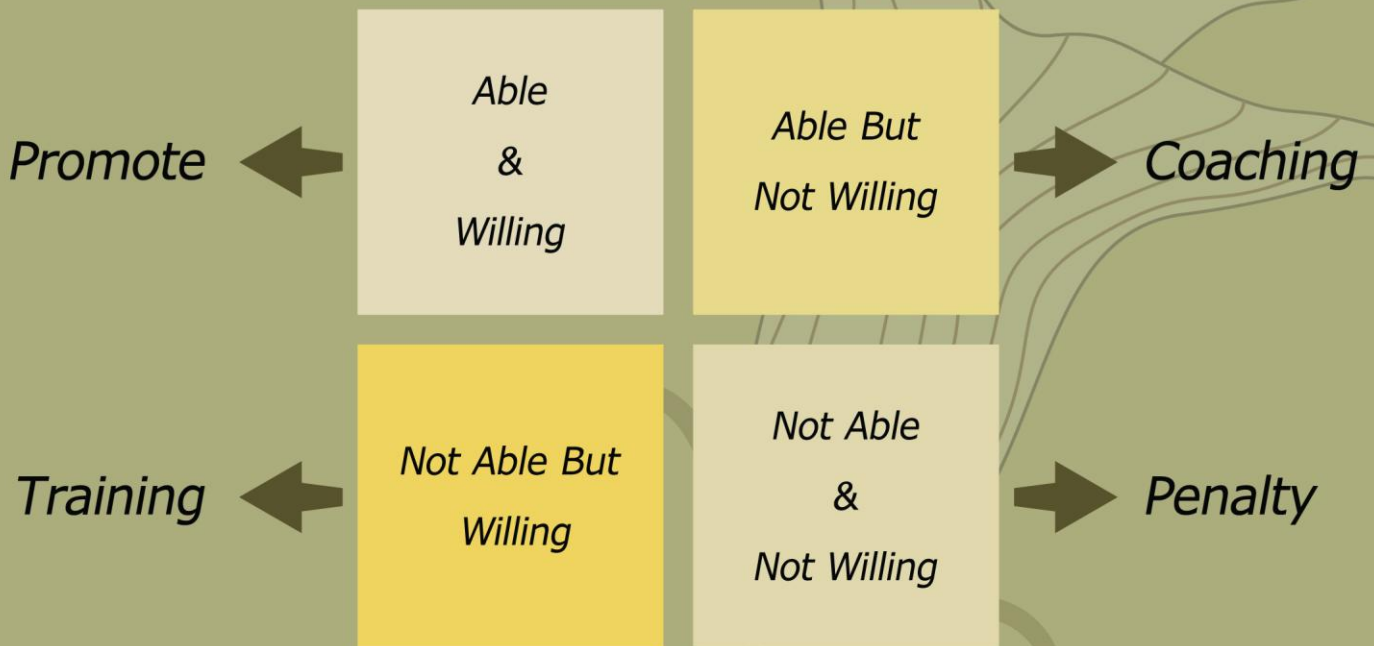 Promote
Able
&
Willing
Able But
Not Willing
Coaching
Training
Not Able But
Willing
Not Able
&
Not Willing
Penalty